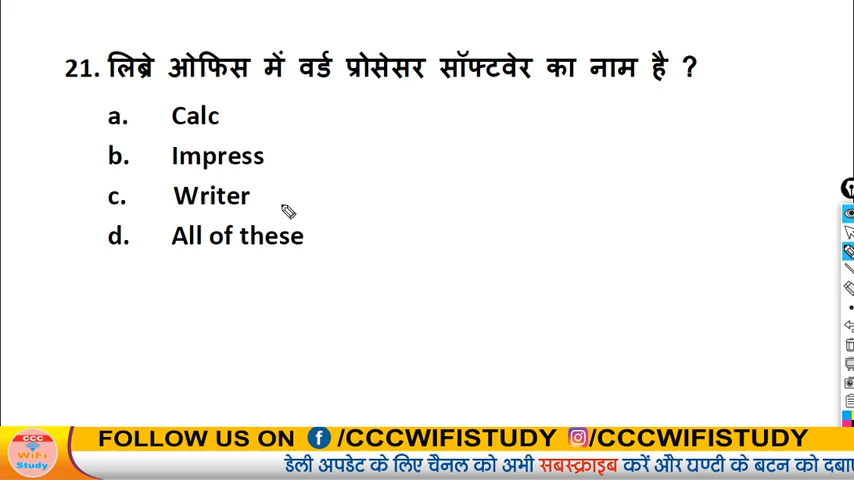 21. लिब्रे ओफिस में वर्ड प्रोसेसर सॉफ्टवेर का नाम है ?
a. Calc
b. Impress
c. Writer
d. All of these
FOLLOW US ON /CCCWIFISTUDY /CCCWIFISTUDY
CCC
WiFi
Study
डेली अपडेट के लिए चैनल को अभी सबस्क्राइब करें और घण्टी के बटन को दबाए